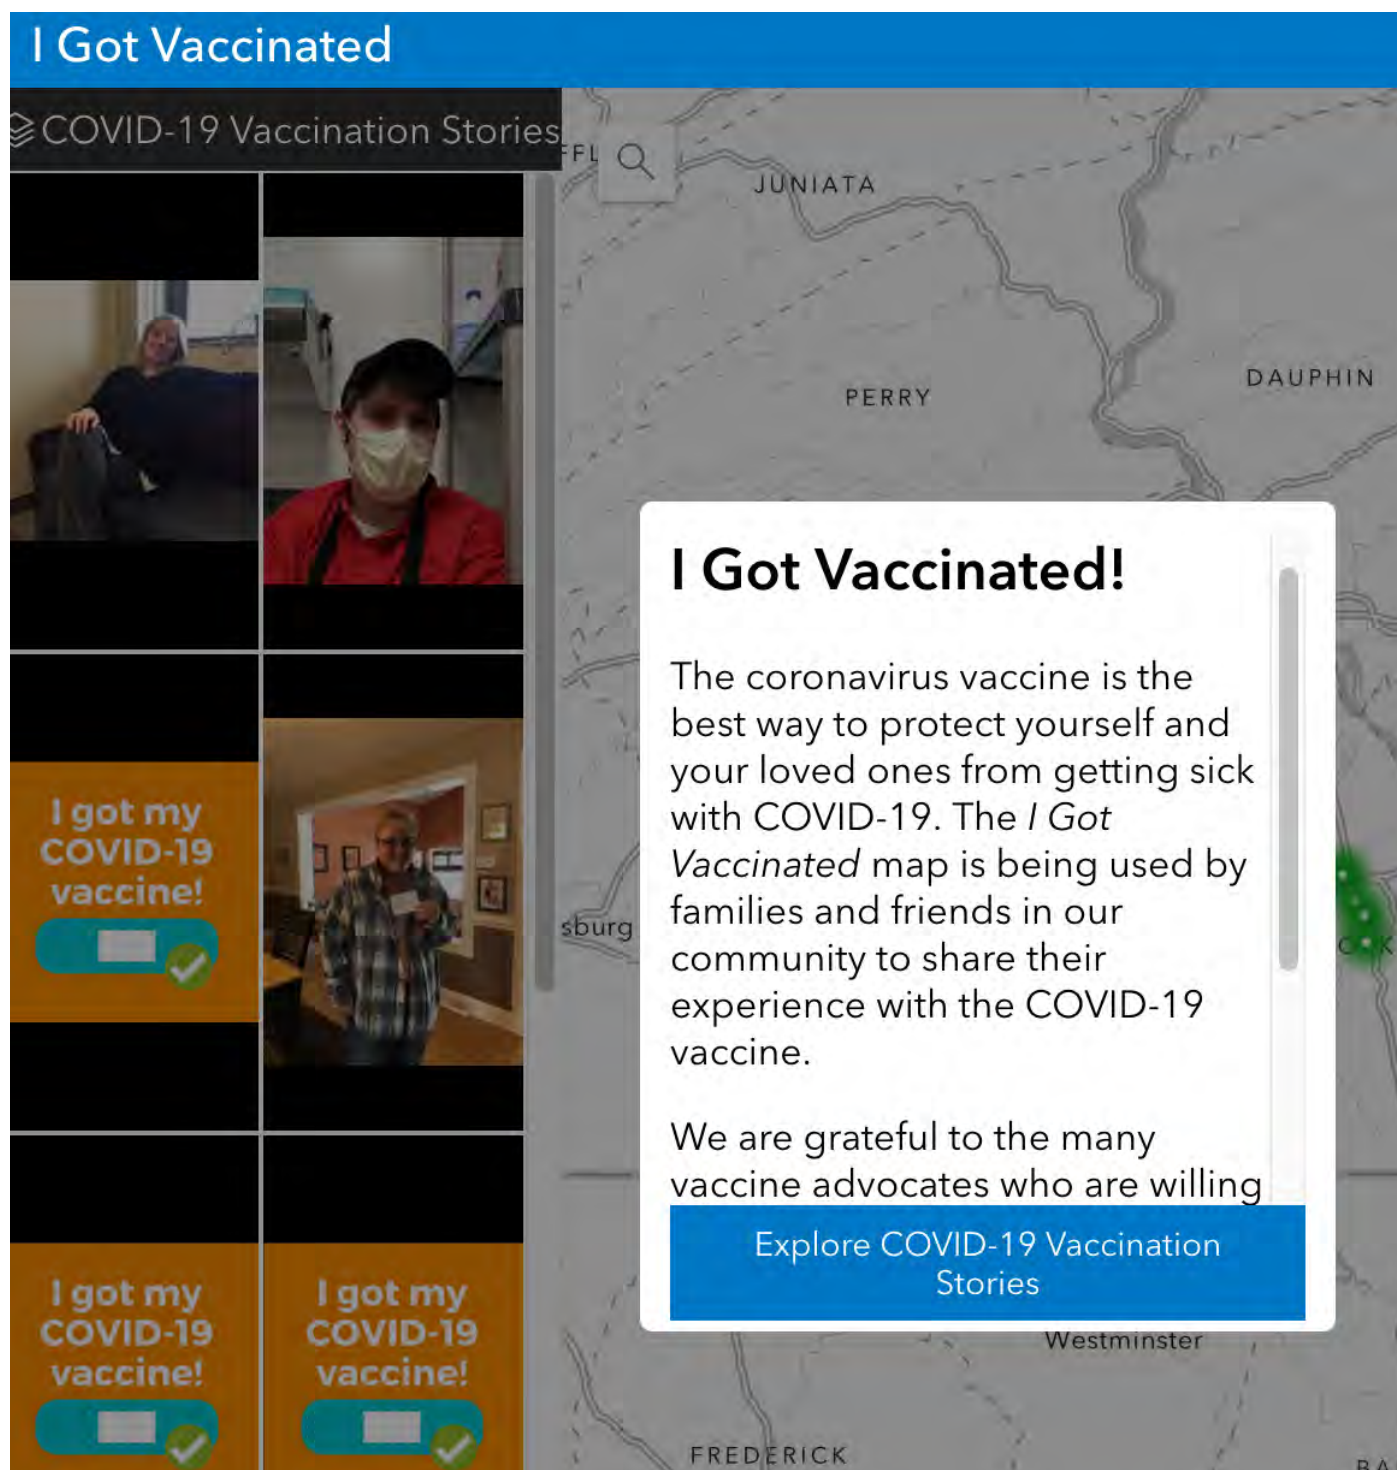 I Got Vaccinated
COVID-19 Vaccination Stories
JUNIATA
PERRY
DAUPHIN
I Got Vaccinated!
The coronavirus vaccine is the
best way to protect yourself and
your loved ones from getting sick
with COVID-19. The I Got
Vaccinated map is being used by
families and friends in our
community to share their
experience with the COVID-19
vaccine.
We are grateful to the many
vaccine advocates who are willing
Explore COVID-19 Vaccination
Stories
I got my
COVID-19
vaccine!
I got my
COVID-19
vaccine!
I got my
COVID-19
vaccine!
sburg
Westminster
FREDERICK